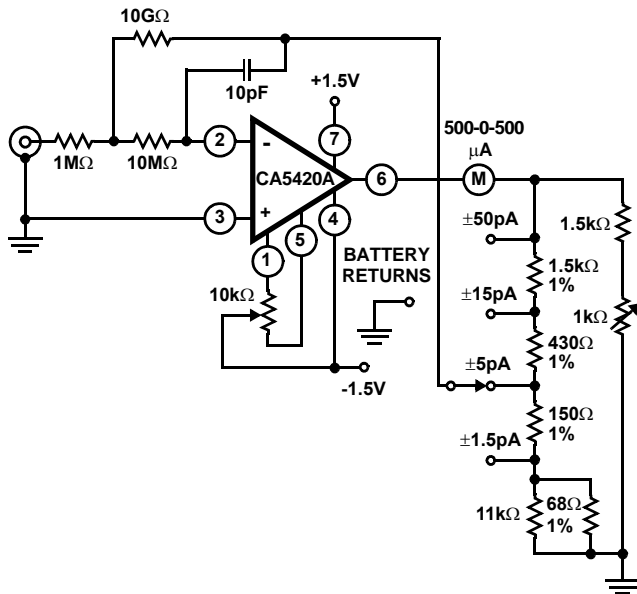 10GΩ
10pF
+1.5V
500-0-500
μA
1MΩ
10MΩ
2
-
7
CA5420A
6
M
3
+
4
5
1
±50pA
1.5kΩ
BATTERY
RETURNS
1.5kΩ
1%
10kΩ
±15pA
1kΩ
430Ω
1%
-1.5V
±5pA
150Ω
1%
±1.5pA
11kΩ
68Ω
1%